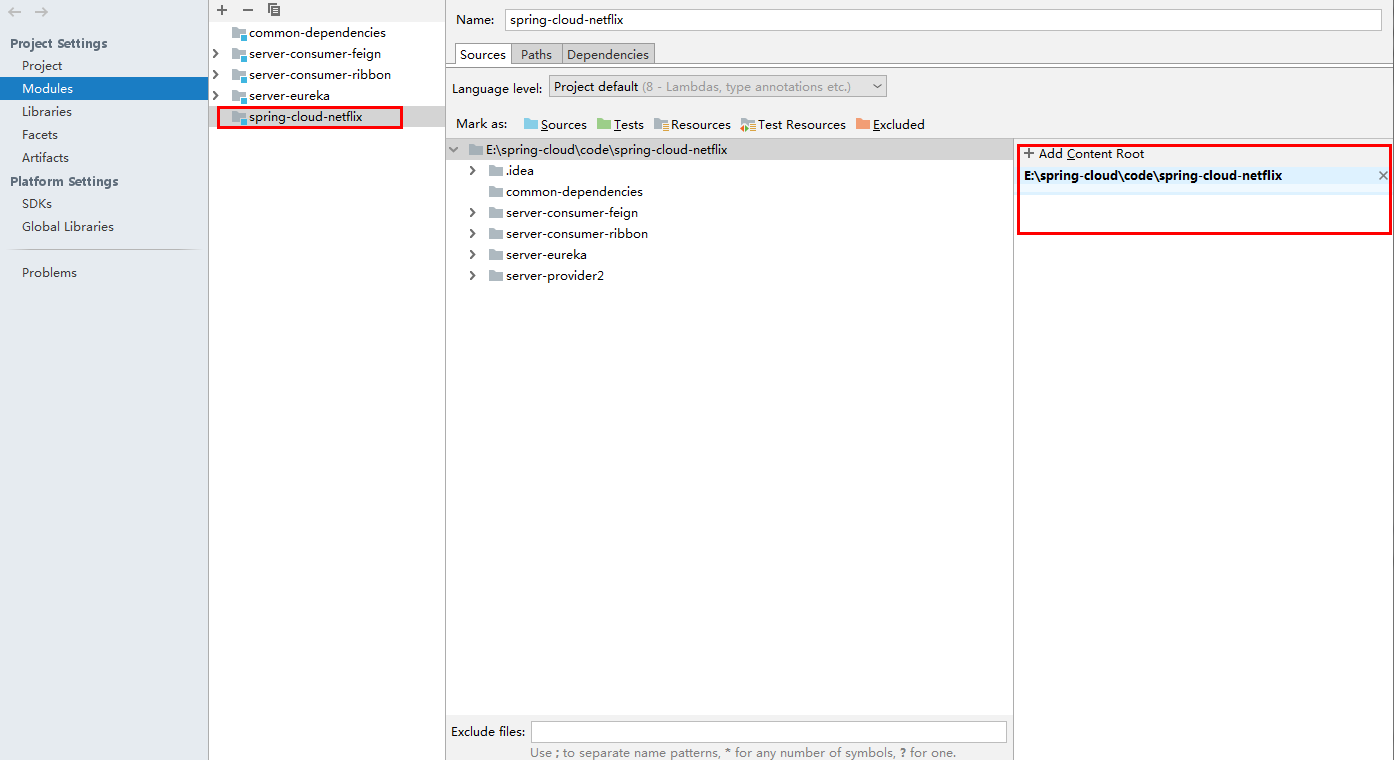 Project Settings
Project
Modules
Libraries
Facets
Artifacts
Platform Settings
SDKs
Global Libraries
Problems
common-dependencies
server-consumer-feign
server-consumer-ribbon
server-eureka
spring-cloud-netflix
Name: spring-cloud-netflix
Sources Paths Dependencies
Language level: Project default (8 - Lambdas, type annotations etc.)
Mark as: Sources Tests Resources Test Resources Excluded
E:\spring-cloud\code\spring-cloud-netflix
.idea
common-dependencies
server-consumer-feign
server-consumer-ribbon
server-eureka
server-provider2
+ Add Content Root
E:\spring-cloud\code\spring-cloud-netflix
Exclude files:
Use ; to separate name patterns, * for any number of symbols, ? for one.